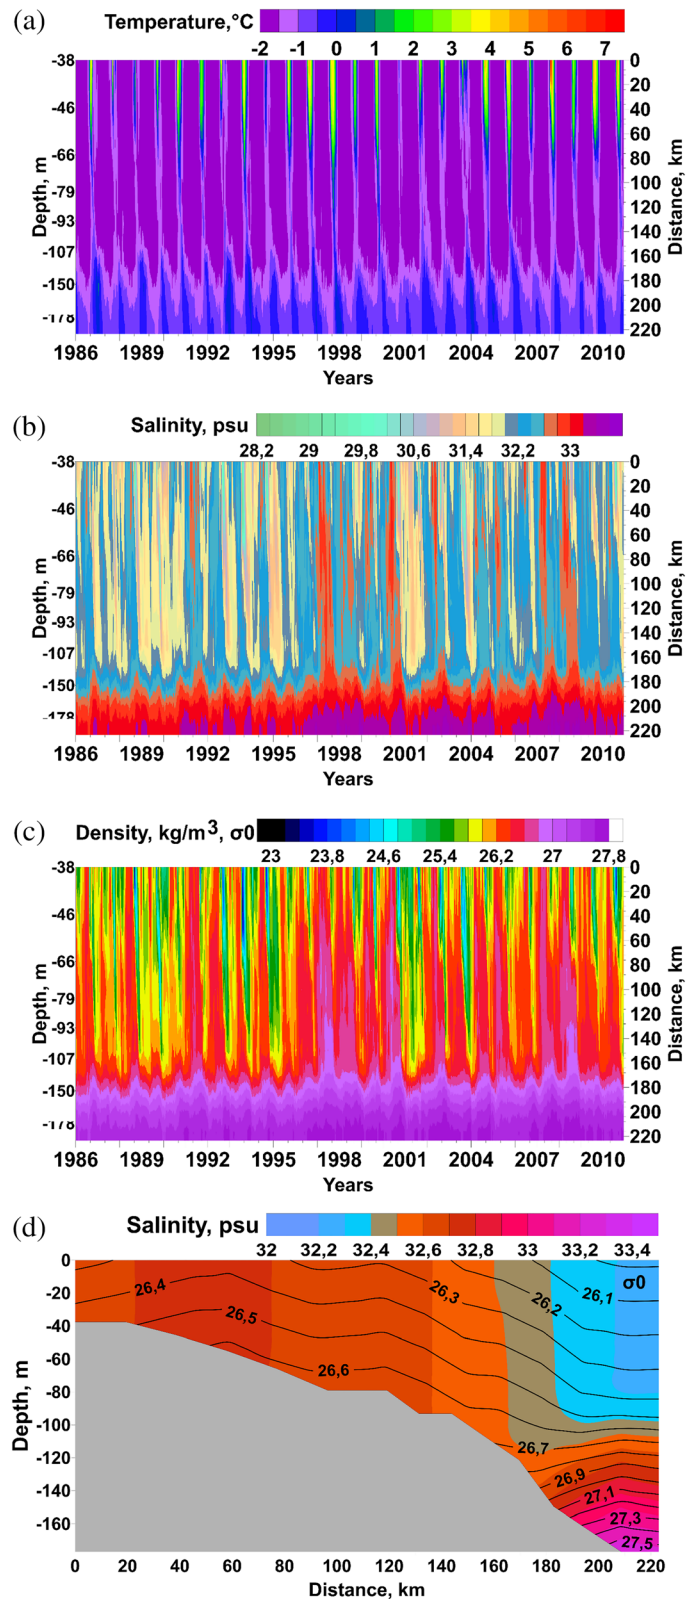 (a)
Temperature,°C
-2 -1 0 1 2 3 4 5 6 7
-38 0
20
-46 40
60
-66 80
-79 100
120
-93 140
-107 160
180
-150 200
220
Depth, m
Distance, km
1986 1989 1992 1995 1998 2001 2004 2007 2010
Years
(b)
Salinity, psu
28,2 29 29,8 30,6 31,4 32,2 33
-38 0
20
-46 40
60
-66 80
-79 100
120
-93 140
-107 160
-150 180
200
-178 220
Depth, m
Distance, km
1986 1989 1992 1995 1998 2001 2004 2007 2010
Years
(c)
Density, kg/m3, σ0
23 23,8 24,6 25,4 26,2 27 27,8
-38 0
20
-46 40
60
-66 80
-79 100
120
-93 140
-107 160
-150 180
200
220
Depth, m
Distance, km
1986 1989 1992 1995 1998 2001 2004 2007 2010
Years
(d)
Salinity, psu
32 32,2 32,4 32,6 32,8 33 33,2 33,4
0
-20
-40
-60
-80
-100
-120
-140
-160
Depth, m
σ0
26,4
26,5
26,6
26,3
26,2
26,1
26,7
26,9
27,1
27,3
27,5
0 20 40 60 80 100 120 140 160 180 200 220
Distance, km